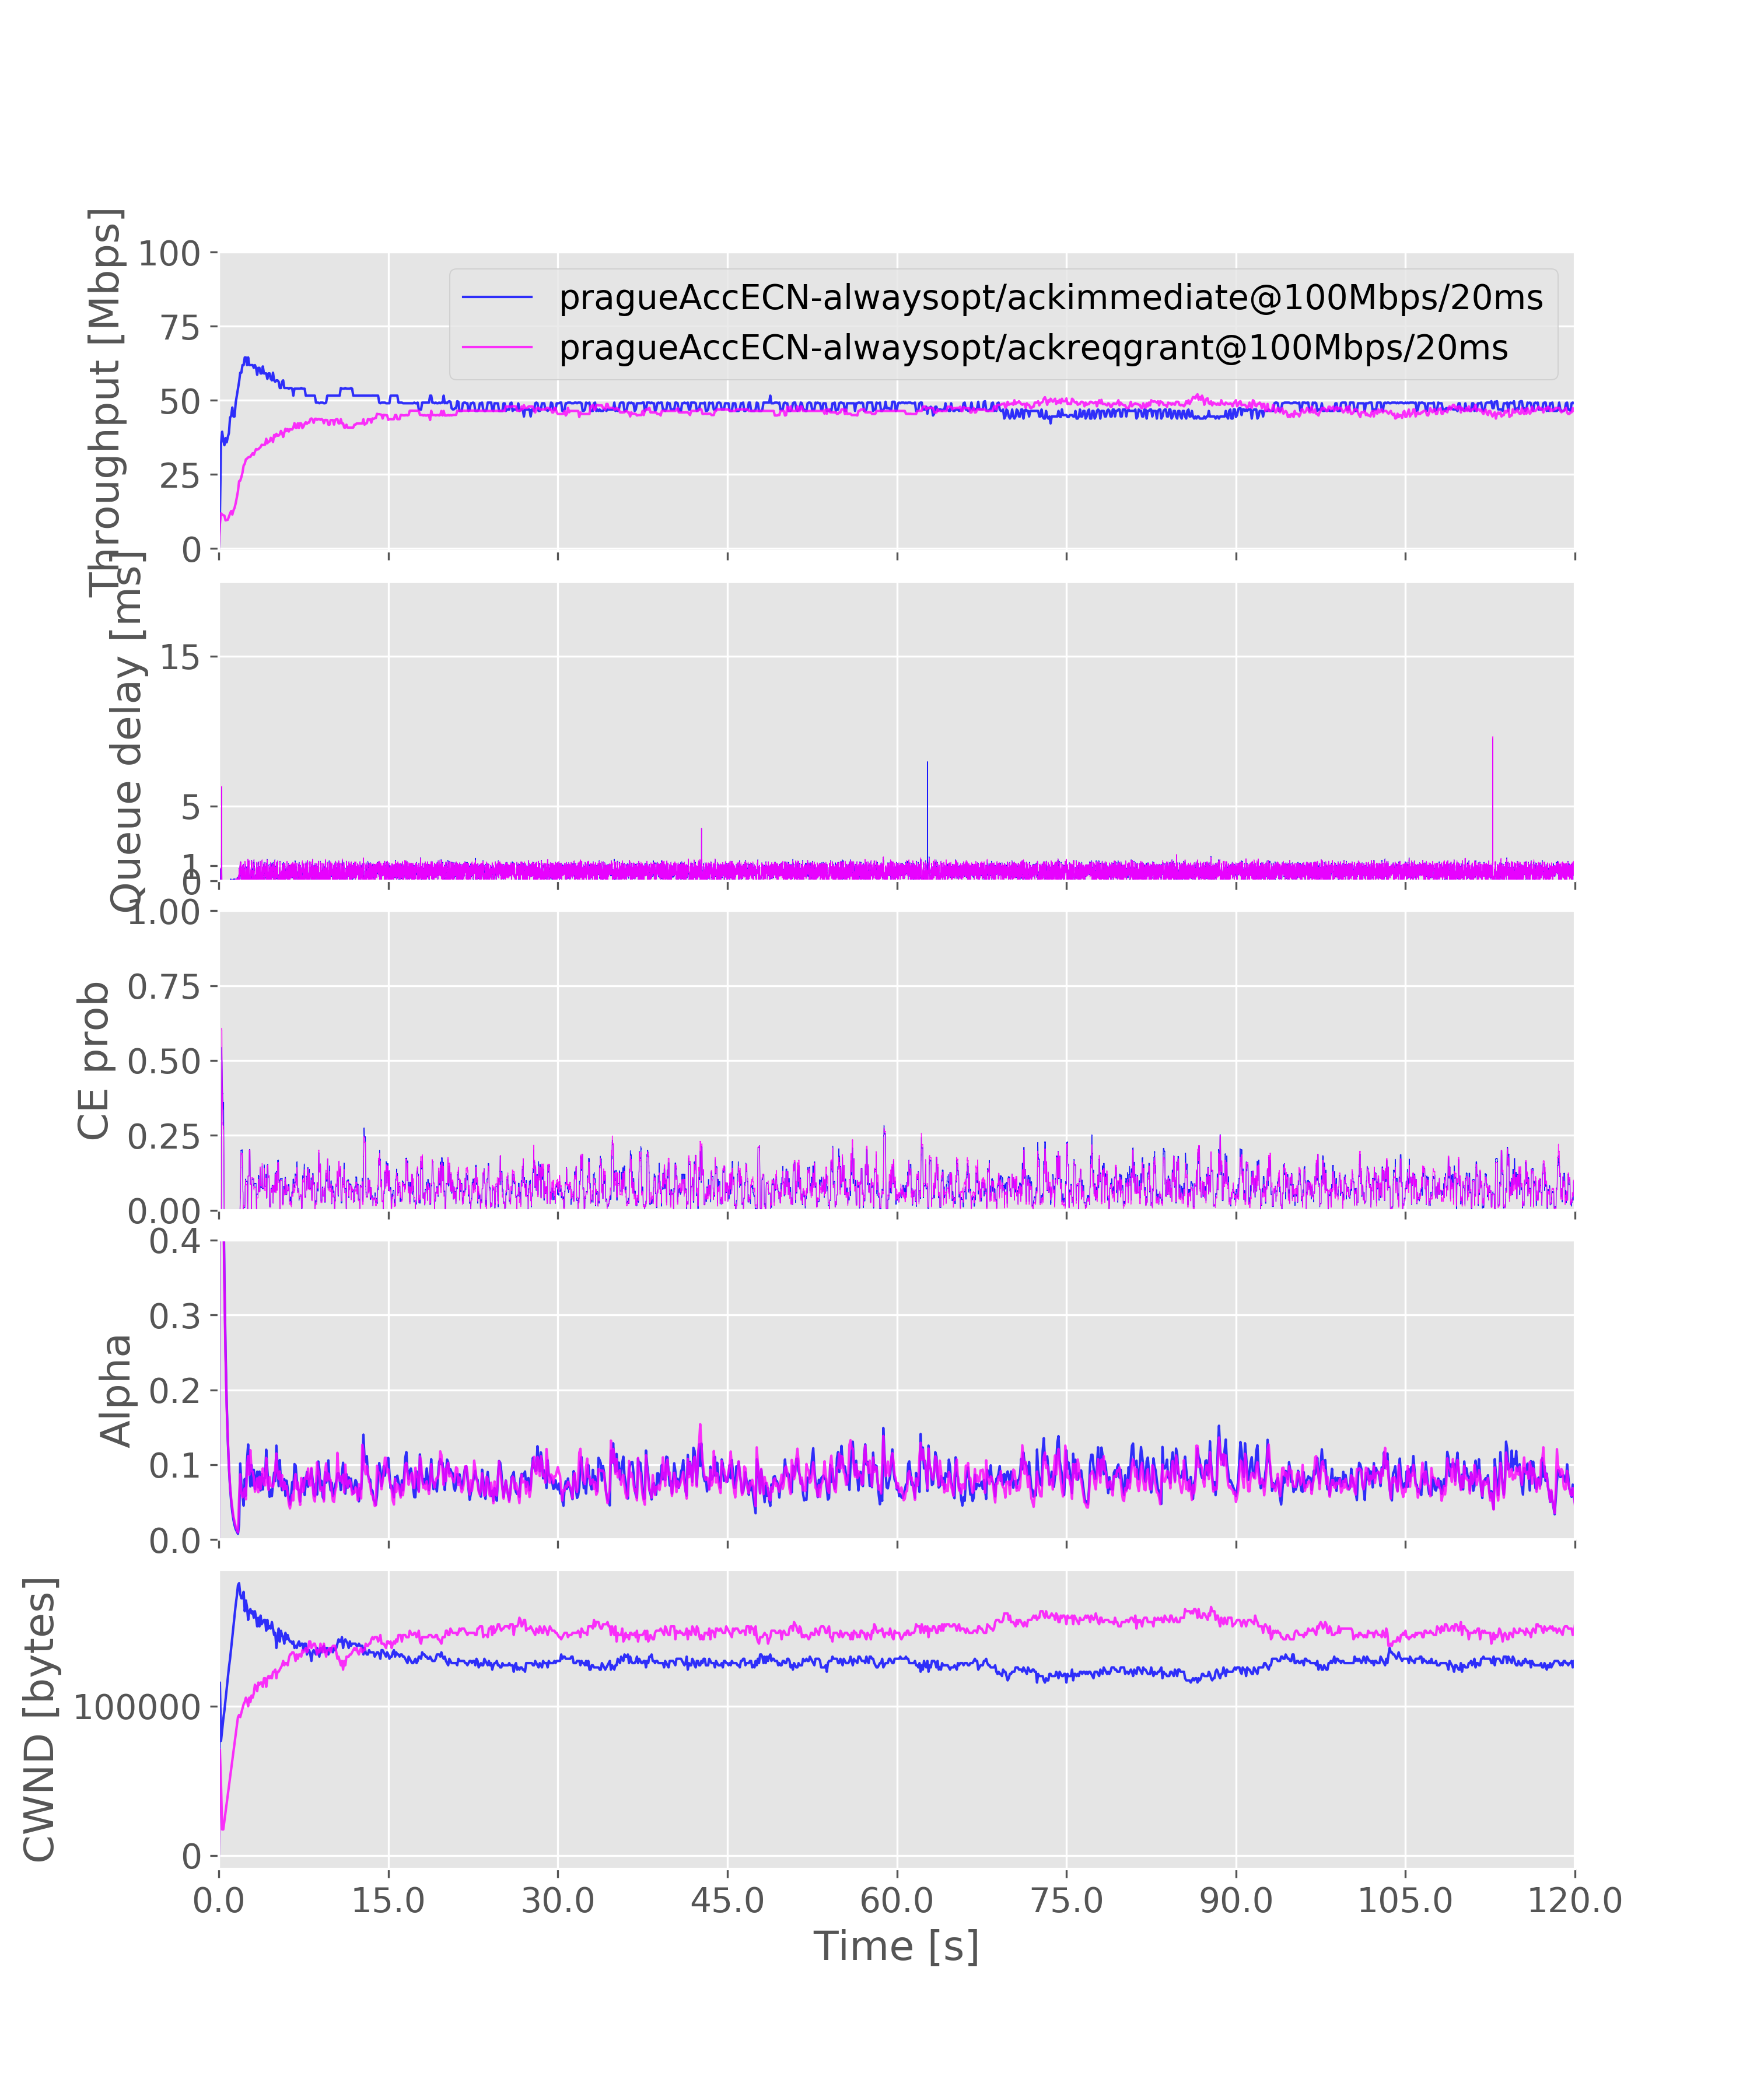 Throughput [Mbps]
100
75
50
25
0
pragueAccECN-alwaysopt/ackimmediate@100Mbps/20ms
pragueAccECN-alwaysopt/ackreqgrant@100Mbps/20ms
Queue delay [ms]
15
5
1
0
CE prob
1.00
0.75
0.50
0.25
0.00
Alpha
0.4
0.3
0.2
0.1
0.0
CWND [bytes]
100000
0
0.0 15.0 30.0 45.0 60.0 75.0 90.0 105.0 120.0
Time [s]